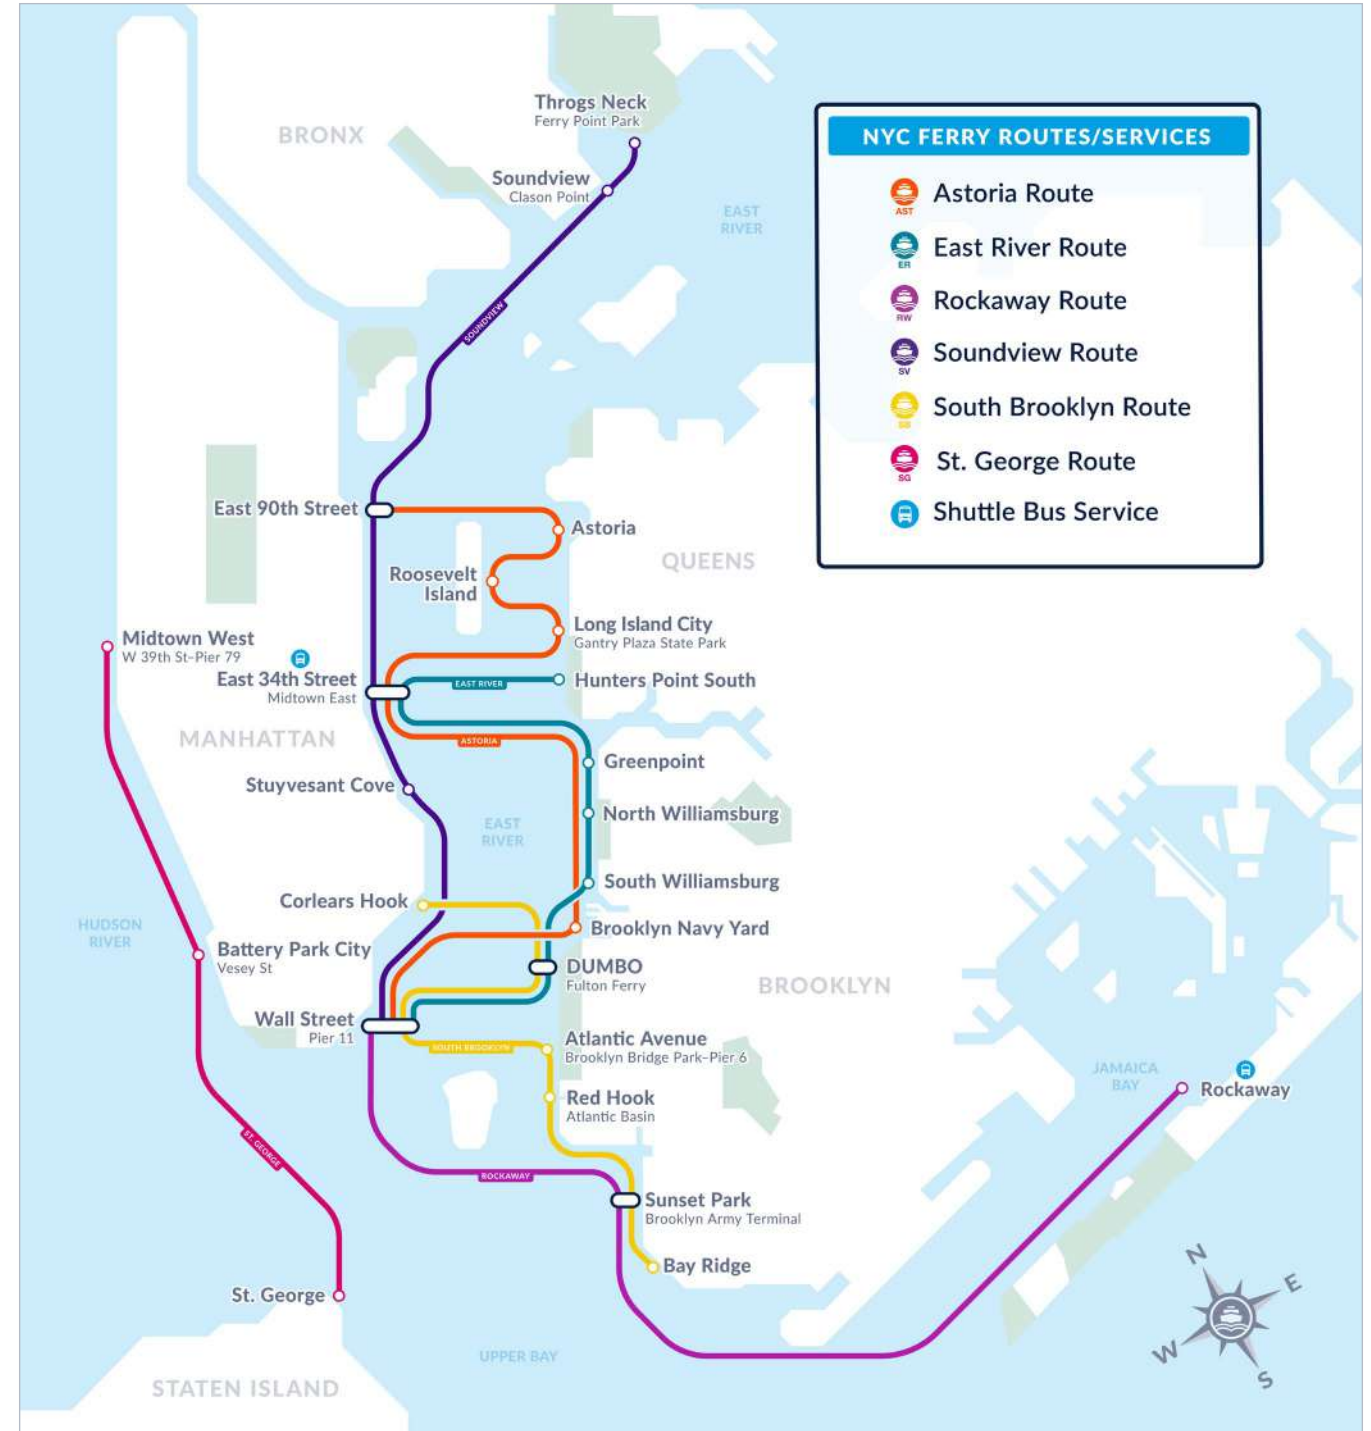 Throgs Neck
Ferry Point Park
BRONX
Soundview
Clason Point
EAST
RIVER
NYC FERRY ROUTES/SERVICES
AST
Astoria Route
ER
East River Route
RW
Rockaway Route
SV
Soundview Route
SB
South Brooklyn Route
SG
St. George Route
Shuttle Bus Service
SOUNDVIEW
East 90th Street
Astoria
QUEENS
Roosevelt
Island
Long Island City
Gantry Plaza State Park
Midtown West
W 39th St–Pier 79
East 34th Street
Midtown East
EAST RIVER
Hunters Point South
MANHATTAN
ASTORIA
Greenpoint
Stuyvesant Cove
North Williamsburg
EAST
RIVER
South Williamsburg
Corlears Hook
Brooklyn Navy Yard
HUDSON
RIVER
Battery Park City
Vesey St
DUMBO
Fulton Ferry
BROOKLYN
Wall Street
Pier 11
SOUTH BROOKLYN
Atlantic Avenue
Brooklyn Bridge Park–Pier 6
JAMAICA
BAY
Rockaway
Red Hook
Atlantic Basin
ST. GEORGE
ROCKAWAY
Sunset Park
Brooklyn Army Terminal
Bay Ridge
St. George
UPPER BAY
STATEN ISLAND
N
E
W
S